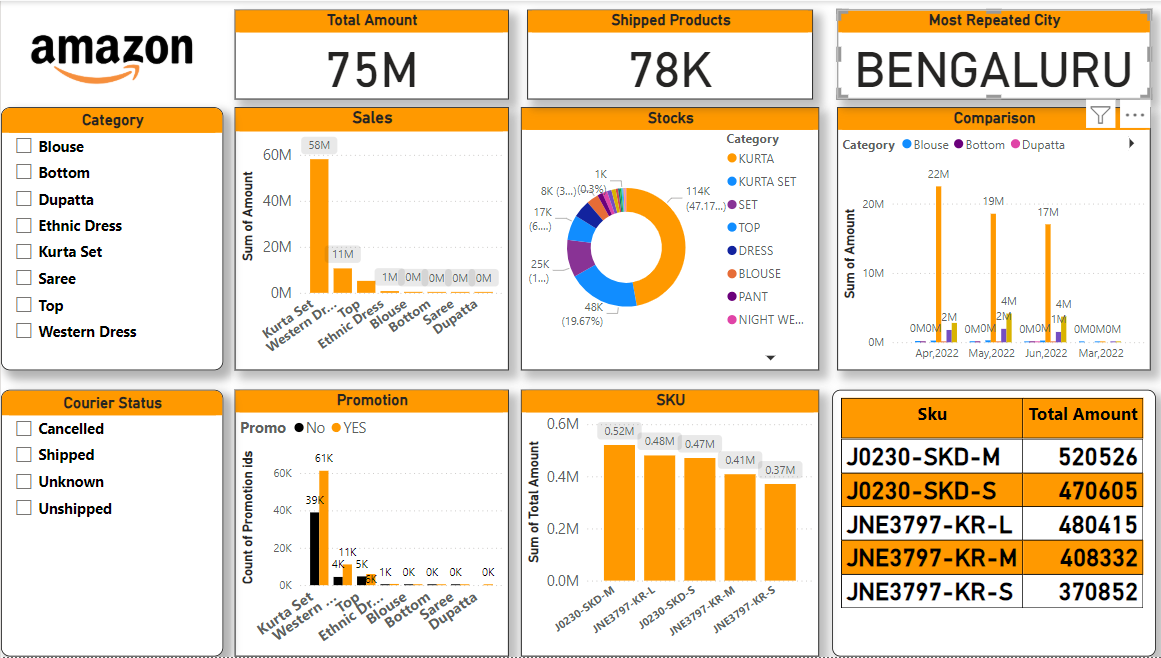 amazon
Total Amount
75M
Shipped Products
78K
Most Repeated City
BENGALURU
Category
Blouse
Bottom
Dupatta
Ethnic Dress
Kurta Set
Saree
Top
Western Dress
Sales
Sum of Amount
60M
40M
20M
0M
58M
11M
1M
0M
0M
0M
0M
Kurta Set
Western Dr...
Top
Ethnic Dress
Blouse
Bottom
Saree
Dupatta
Stocks
1K
(0.3%)
8K (3...)
17K
(6....)
25K
(1...)
48K
(19.67%)
114K
(47.17...)
Category
KURTA
KURTA SET
SET
TOP
DRESS
BLOUSE
PANT
NIGHT WE...
Comparison
Category Blouse Bottom Dupatta
Sum of Amount
20M
10M
0M
0M0M
22M
2M
0M0M
19M
2M
4M
0M0M
17M
1M
4M
0M0M0M
Apr,2022 May,2022 Jun,2022 Mar,2022
Courier Status
Cancelled
Shipped
Unknown
Unshipped
Promotion
Promo No YES
Count of Promotion ids
60K
40K
20K
0K
39K
61K
4K
11K
5K
6K
1K
0K
0K
0K
0K
Kurta Set
Western ...
Top
Ethnic Dr...
Blouse
Bottom
Saree
Dupatta
SKU
Sum of Total Amount
0.6M
0.4M
0.2M
0.0M
0.52M
0.48M
0.47M
0.41M
0.37M
J0230-SKD-M
JNE3797-KR-L
J0230-SKD-S
JNE3797-KR-M
JNE3797-KR-S
Sku Total Amount
J0230-SKD-M 520526
J0230-SKD-S 470605
JNE3797-KR-L 480415
JNE3797-KR-M 408332
JNE3797-KR-S 370852